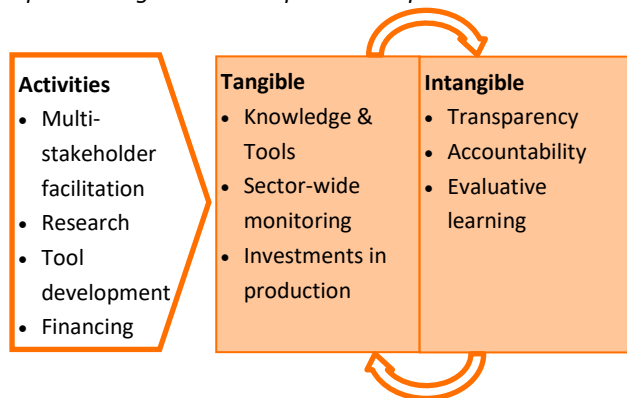 Activities
• Multi-
stakeholder
facilitation
• Research
• Tool
development
• Financing
Tangible
• Knowledge &
Tools
• Sector-wide
monitoring
• Investments in
production
Intangible
• Transparency
• Accountability
• Evaluative
learning